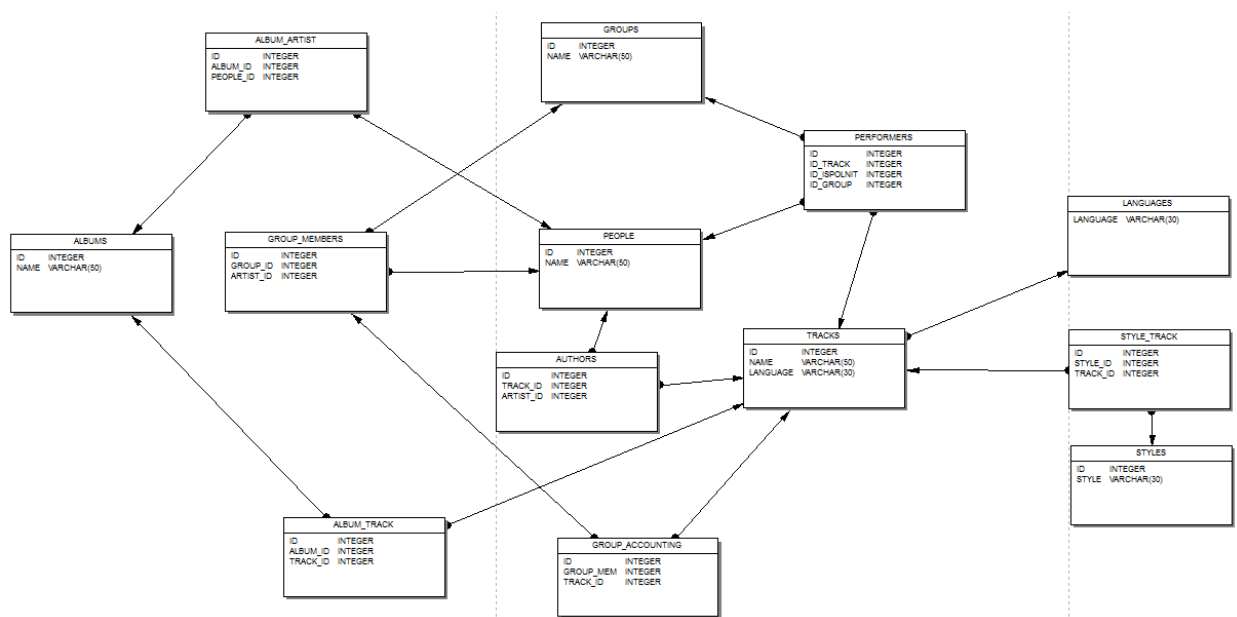 ALBUM_ARTIST
ID INTEGER
ALBUM_ID INTEGER
PEOPLE_ID INTEGER
GROUPS
ID INTEGER
NAME VARCHAR(50)
PERFORMERS
ID INTEGER
ID_TRACK INTEGER
ID_ISPOLNIT INTEGER
ID_GROUP INTEGER
LANGUAGES
LANGUAGE VARCHAR(30)
ALBUMS
ID INTEGER
NAME VARCHAR(50)
GROUP_MEMBERS
ID INTEGER
GROUP_ID INTEGER
ARTIST_ID INTEGER
PEOPLE
ID INTEGER
NAME VARCHAR(50)
TRACKS
ID INTEGER
NAME VARCHAR(50)
LANGUAGE VARCHAR(30)
STYLE_TRACK
ID INTEGER
STYLE_ID INTEGER
TRACK_ID INTEGER
AUTHORS
ID INTEGER
TRACK_ID INTEGER
ARTIST_ID INTEGER
STYLES
ID INTEGER
STYLE VARCHAR(30)
ALBUM_TRACK
ID INTEGER
ALBUM_ID INTEGER
TRACK_ID INTEGER
GROUP_ACCOUNTING
ID INTEGER
GROUP_MEM INTEGER
TRACK_ID INTEGER